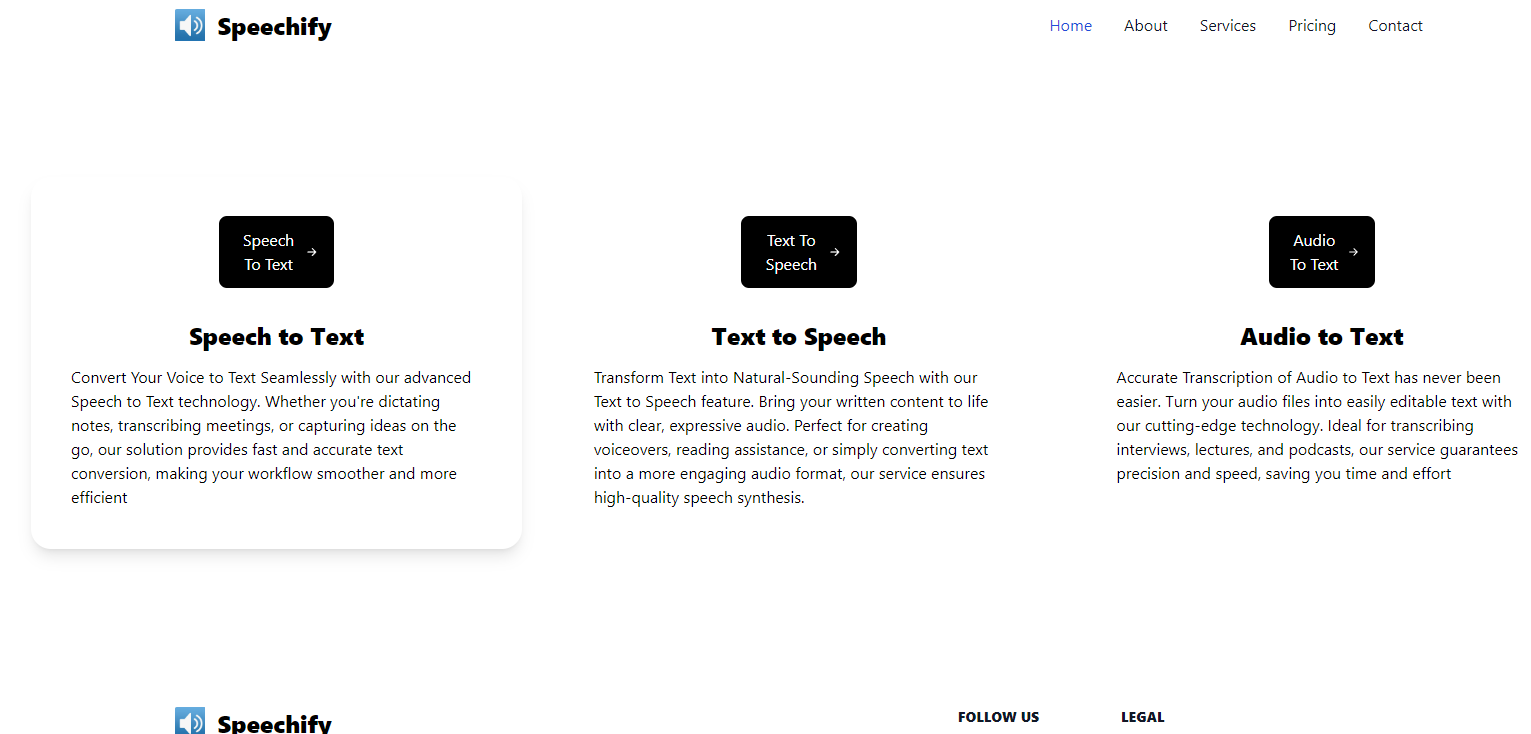 Speechify
Home About Services Pricing Contact
Speech
To Text
Speech to Text
Convert Your Voice to Text Seamlessly with our advanced
Speech to Text technology. Whether you're dictating
notes, transcribing meetings, or capturing ideas on the
go, our solution provides fast and accurate text
conversion, making your workflow smoother and more
efficient
Text To
Speech
Text to Speech
Transform Text into Natural-Sounding Speech with our
Text to Speech feature. Bring your written content to life
with clear, expressive audio. Perfect for creating
voiceovers, reading assistance, or simply converting text
into a more engaging audio format, our service ensures
high-quality speech synthesis.
Audio
To Text
Audio to Text
Accurate Transcription of Audio to Text has never been
easier. Turn your audio files into easily editable text with
our cutting-edge technology. Ideal for transcribing
interviews, lectures, and podcasts, our service guarantees
precision and speed, saving you time and effort
Speechify
FOLLOW US
LEGAL